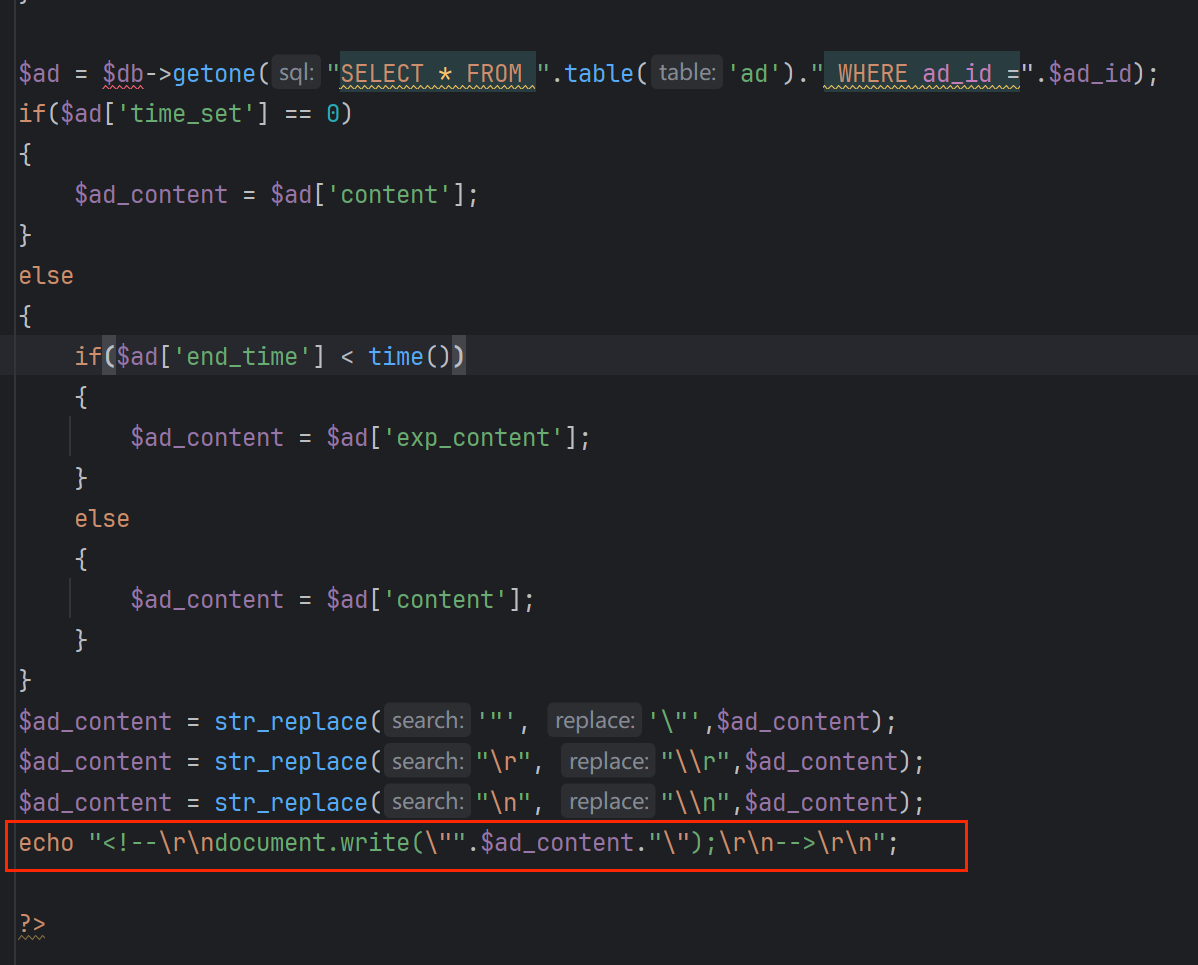 }
$ad = $db->getone( sql: "SELECT * FROM ".table( table: 'ad')." WHERE ad_id =".$ad_id);
if($ad['time_set'] == 0)
{
$ad_content = $ad['content'];
}
else
{
if($ad['end_time'] < time())
{
$ad_content = $ad['exp_content'];
}
else
{
$ad_content = $ad['content'];
}
}
$ad_content = str_replace( search: '"', replace: '\"',$ad_content);
$ad_content = str_replace( search: "\r", replace: "\\r",$ad_content);
$ad_content = str_replace( search: "\n", replace: "\\n",$ad_content);
echo "<!--\r\ndocument.write(\"".$ad_content."\");\r\n-->\r\n";
?>